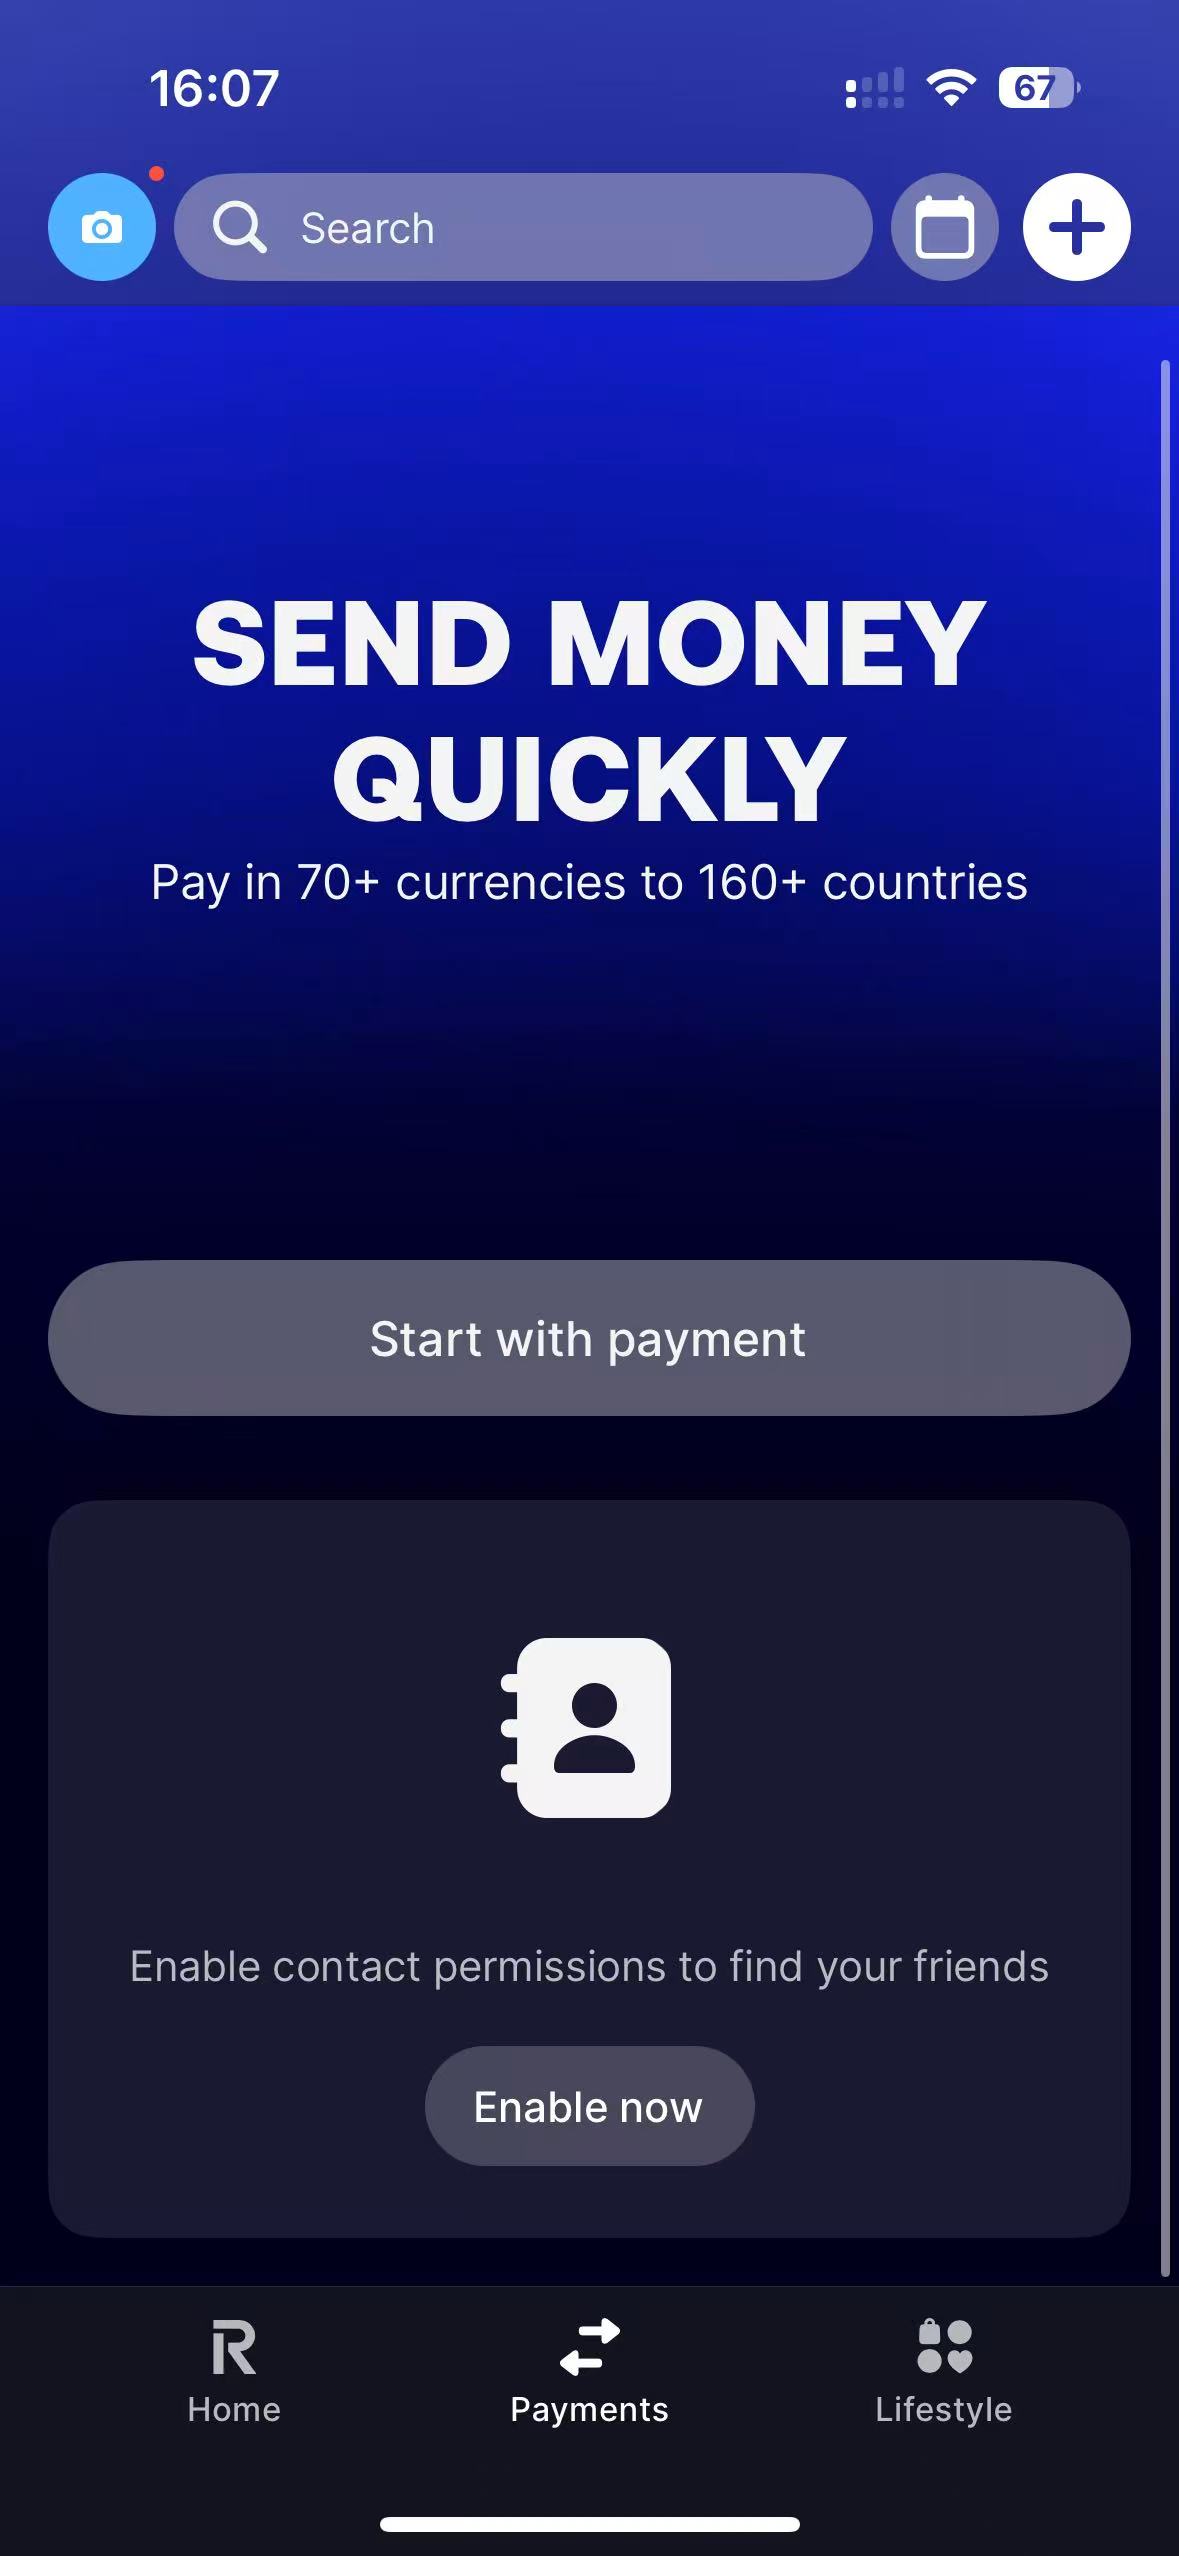 16:07
67
Search
SEND MONEY
QUICKLY
Pay in 70+ currencies to 160+ countries
Start with payment
Enable contact permissions to find your friends
Enable now
Home
Payments
Lifestyle